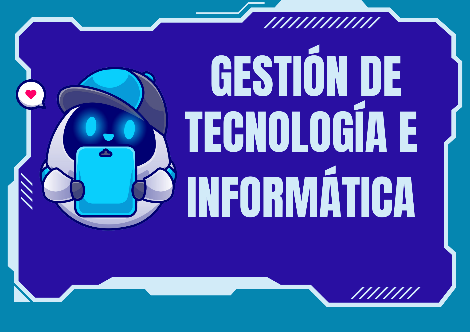 GESTIÓN DE
TECNOLOGÍA E
INFORMÁTICA